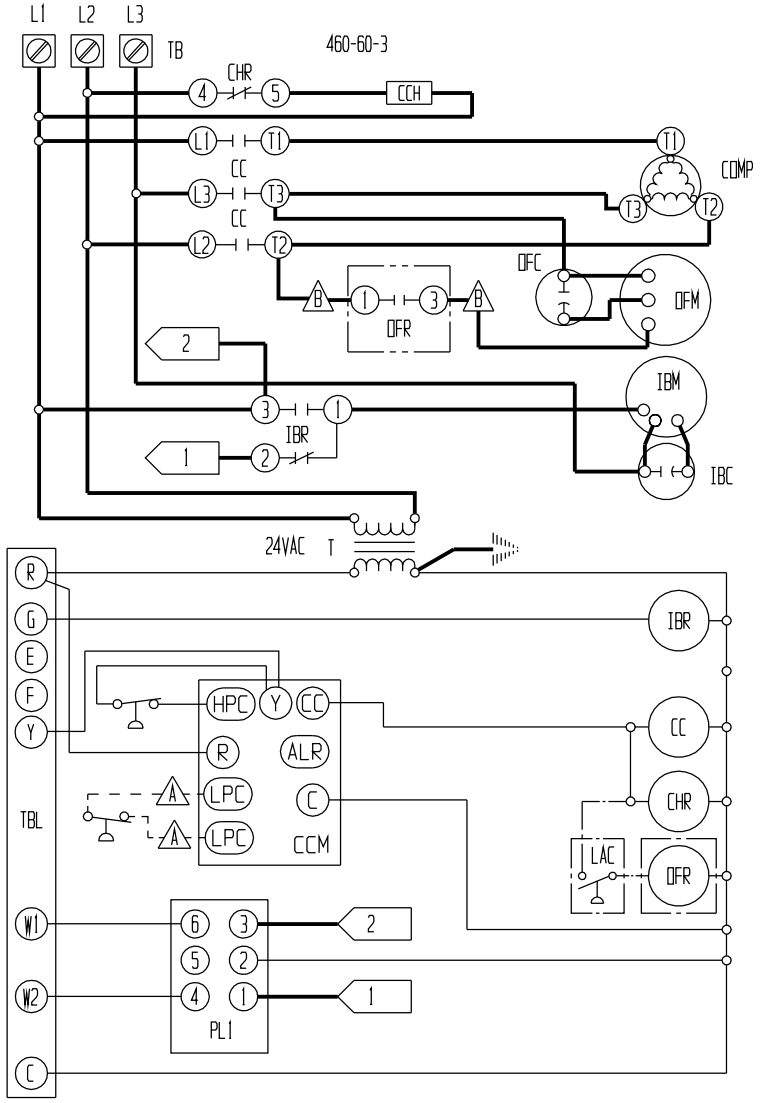 L1 L2 L3
TB 460-60-3
CHR
4 5 CCH
L1 T1 T1
CC COMP
L3 T3 T3 T2
CC
L2 T2
OFC
B 1 3 B OFM
OFR
2
IBM
3 1
IBR
1 2
IBC
24VAC T
R
G IBR
E
F
Y HPC Y CC CC
R ALR
A LPC C CHR
TBL A LPC CCM LAC OFR
W1 6 3 2
5 2
W2 4 1 1
PL1
C